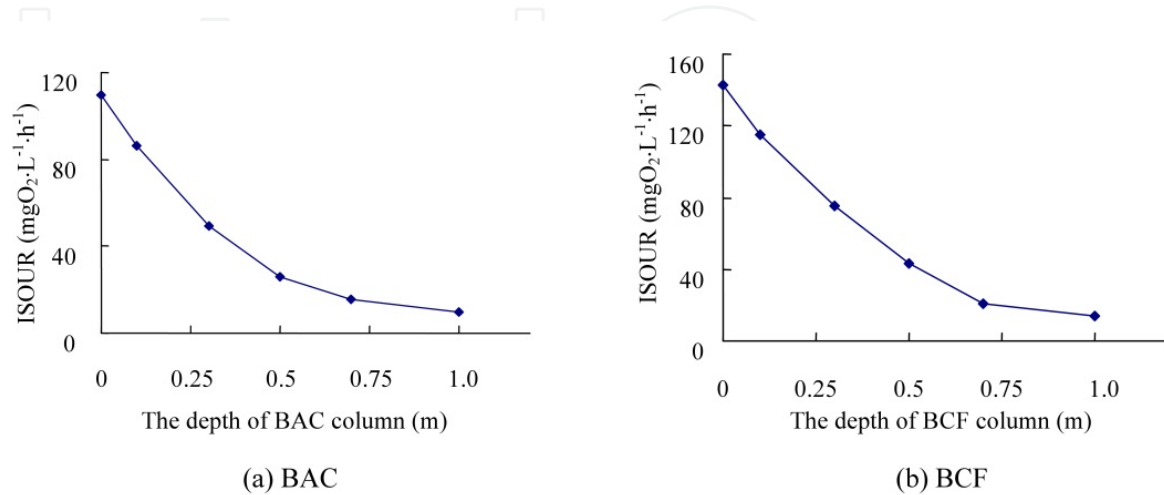 120
80
40
0
ISOUR (mgO₂·L⁻¹·h⁻¹)
0 0.25 0.5 0.75 1.0
The depth of BAC column (m)
(a) BAC
160
120
80
40
0
ISOUR (mgO₂·L⁻¹·h⁻¹)
0 0.25 0.5 0.75 1.0
The depth of BCF column (m)
(b) BCF